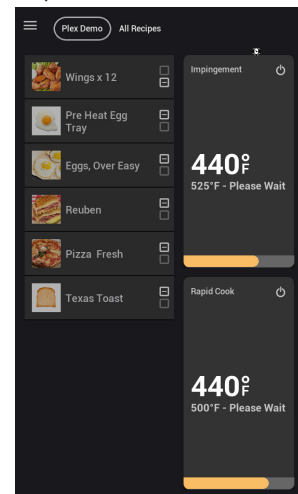 Plex Demo All Recipes
Wings x 12
Pre Heat Egg
Tray
Eggs, Over Easy
Reuben
Pizza Fresh
Texas Toast
Impingement
440°F
525°F - Please Wait
Rapid Cook
440°F
500°F - Please Wait